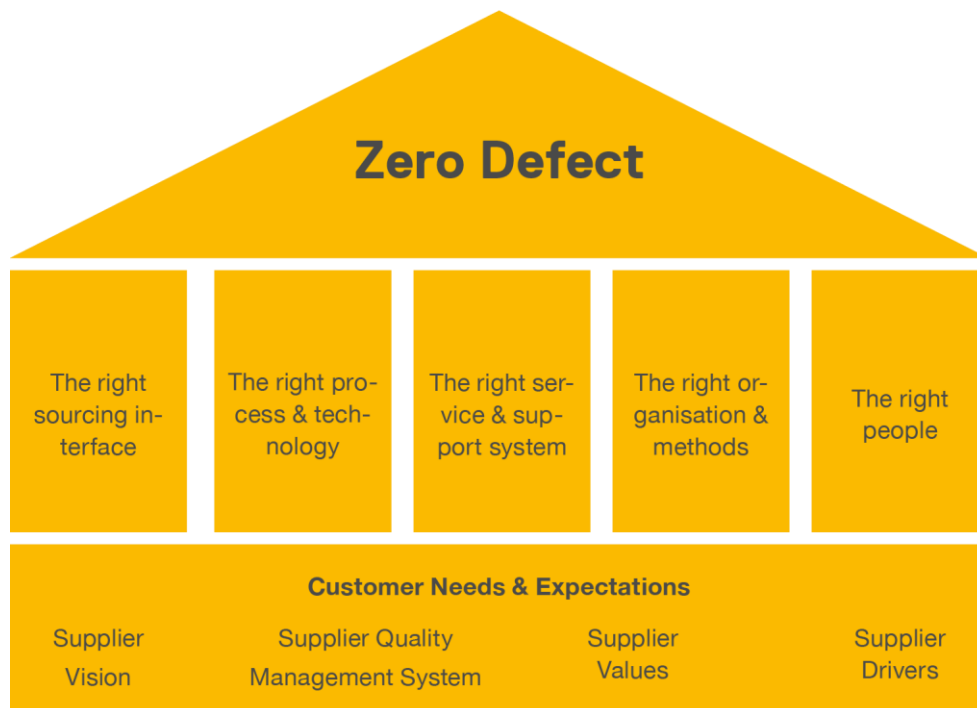 Zero Defect
The right
sourcing in-
terface
The right pro-
cess & tech-
nology
The right ser-
vice & sup-
port system
The right or-
ganisation &
methods
The right
people
Customer Needs & Expectations
Supplier
Vision
Supplier Quality
Management System
Supplier
Values
Supplier
Drivers